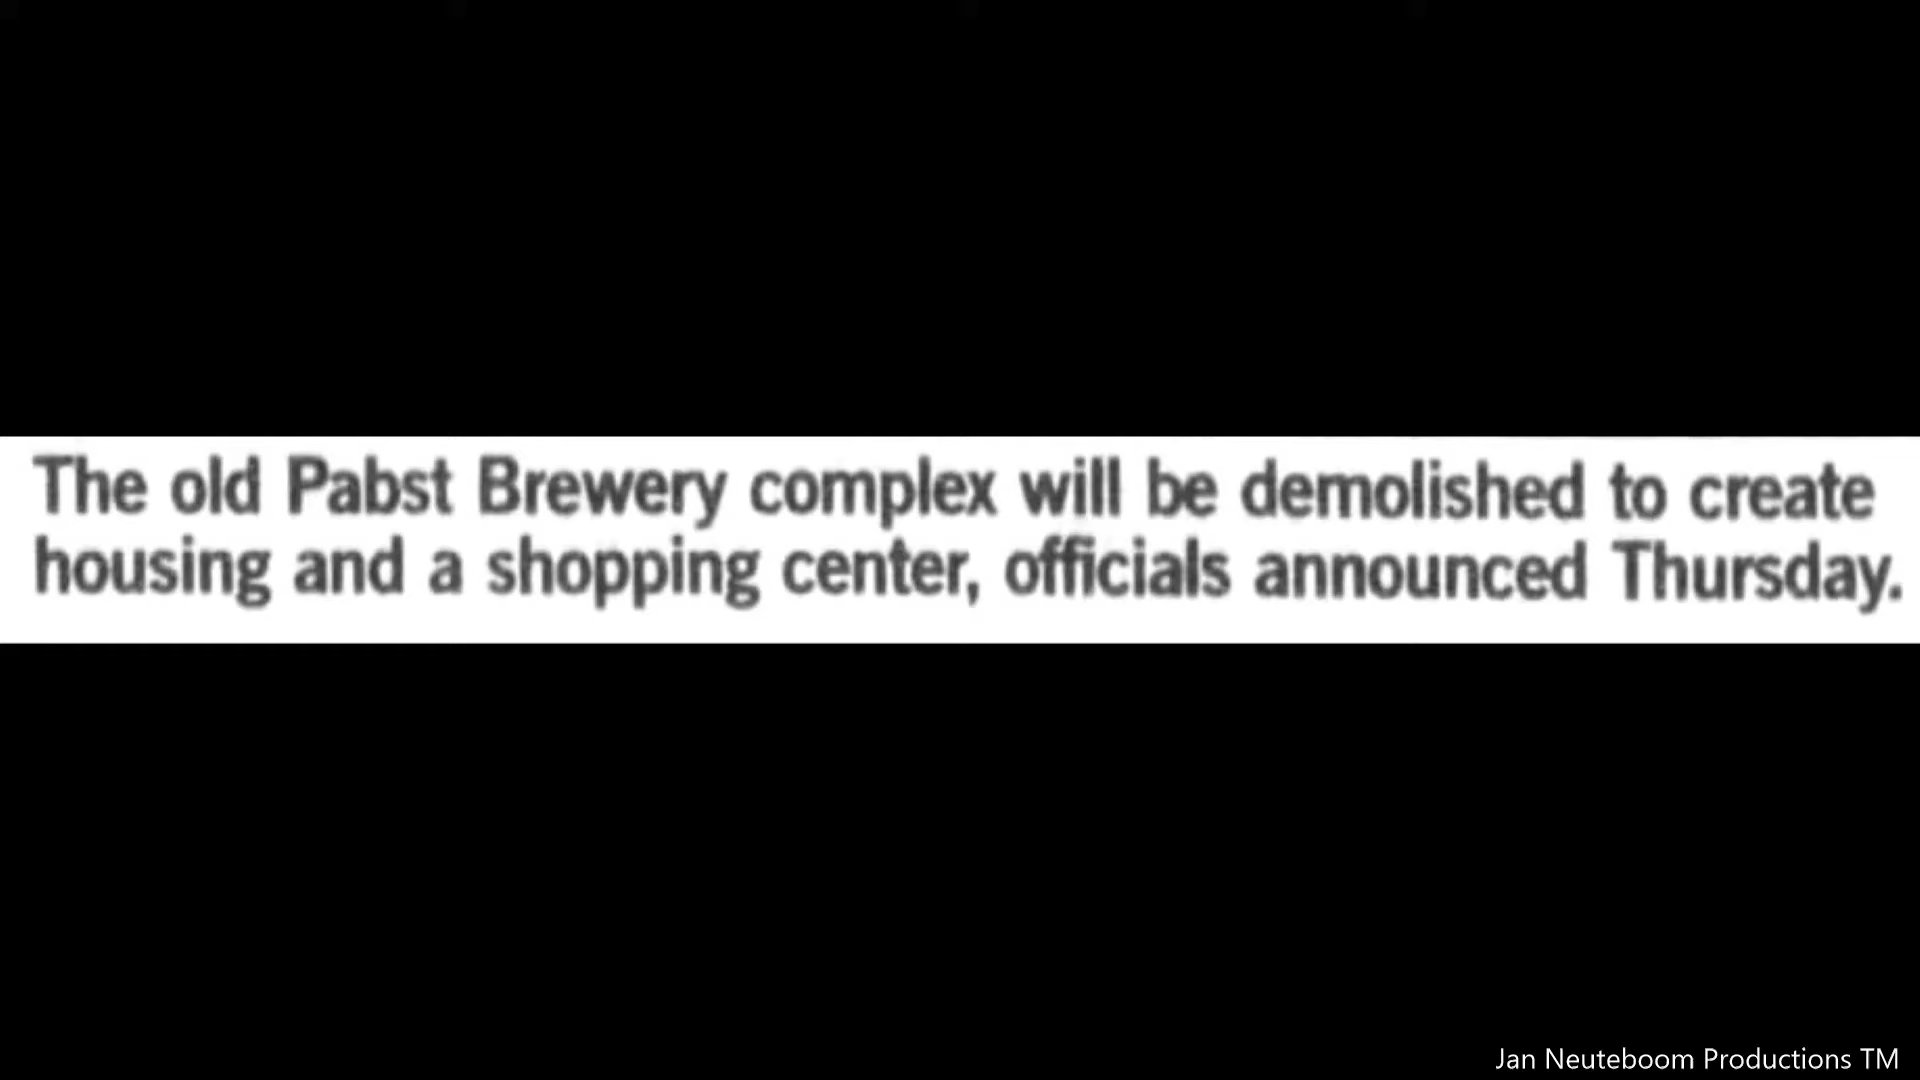 The old Pabst Brewery complex will be demolished to create
housing and a shopping center, officials announced Thursday.
Jan Neuteboom Productions TM